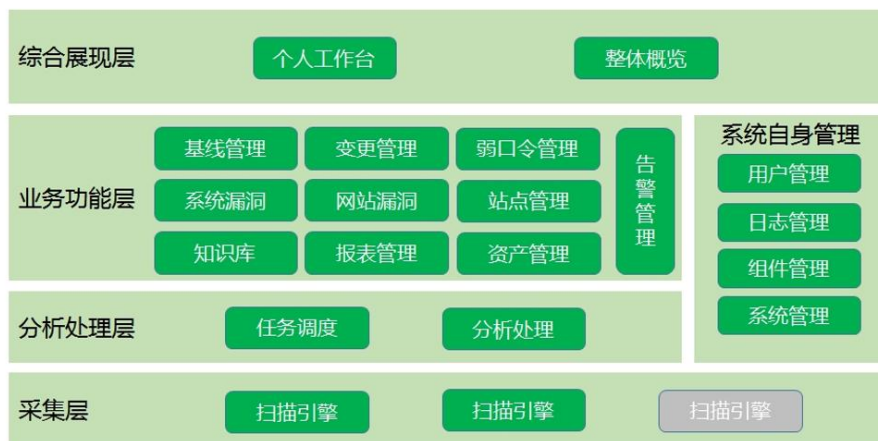 综合展现层
个人工作台
整体概览
业务功能层
基线管理
变更管理
弱口令管理
系统漏洞
网站漏洞
站点管理
知识库
报表管理
资产管理
告警管理
系统自身管理
用户管理
日志管理
组件管理
系统管理
分析处理层
任务调度
分析处理
采集层
扫描引擎
扫描引擎
扫描引擎